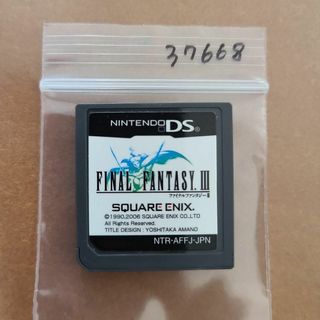 37668
NINTENDO DS®
FINAL FANTASY III
ファイナルファンタジーIII
SQUARE ENIX.
©1990,2006 SQUARE ENIX CO.,LTD
All Rights Reserved.
TITLE DESIGN : YOSHITAKA AMANO
NTR-AFFJ-JPN